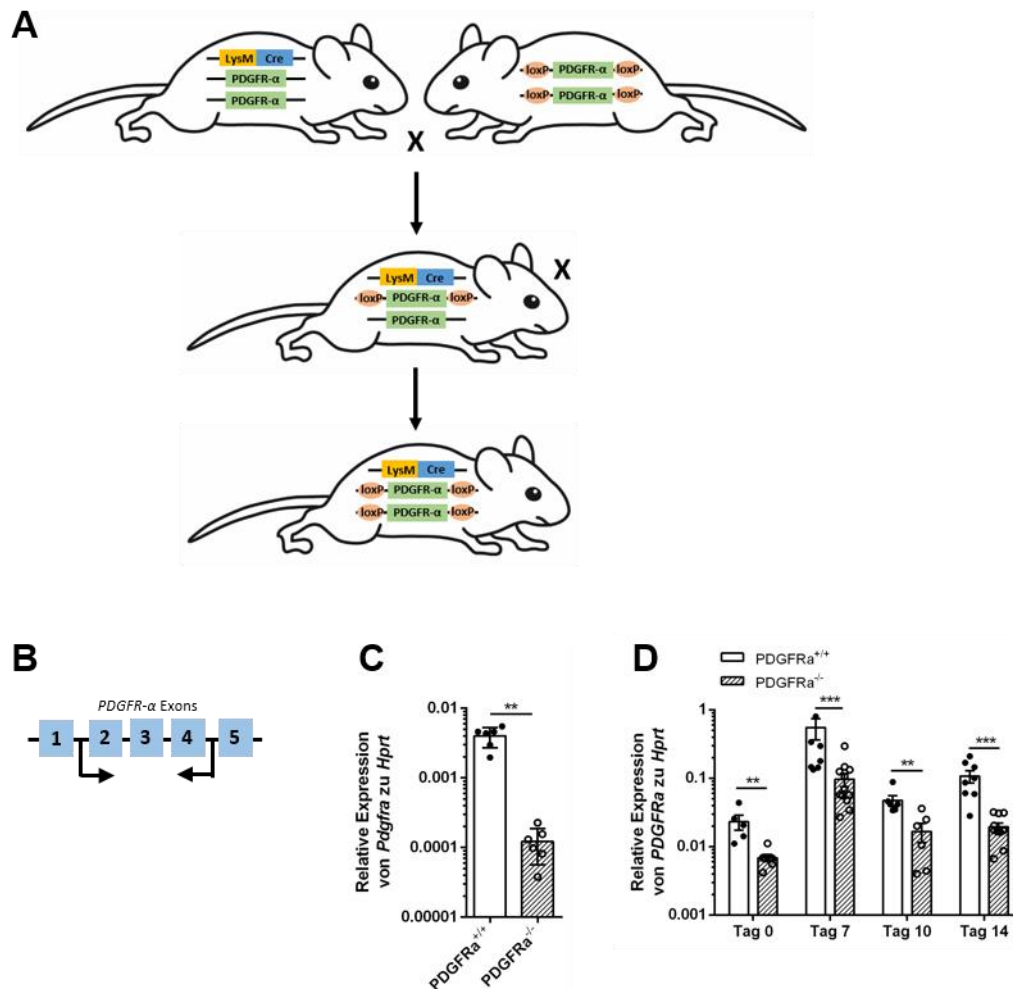 A
LysM Cre
PDGFR-α
PDGFR-α
loxP PDGFR-α loxP
loxP PDGFR-α loxP
X
X
LysM Cre
loxP PDGFR-α loxP
PDGFR-α
LysM Cre
loxP PDGFR-α loxP
loxP PDGFR-α loxP
B
PDGFR-α Exons
1 2 3 4 5
C
Relative Expression
von Pdgfra zu Hprt
0.01
0.001
0.0001
0.00001
**
PDGFRa+/+
PDGFRa-/-
D
PDGFRa+/+
PDGFRa-/-
Relative Expression
von PDGFRa zu Hprt
1
0.1
0.01
0.001
** *** ** ***
Tag 0 Tag 7 Tag 10 Tag 14